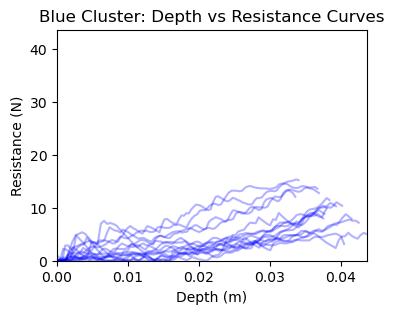 Blue Cluster: Depth vs Resistance Curves
40
30
20
10
0
Resistance (N)
0.00 0.01 0.02 0.03 0.04
Depth (m)